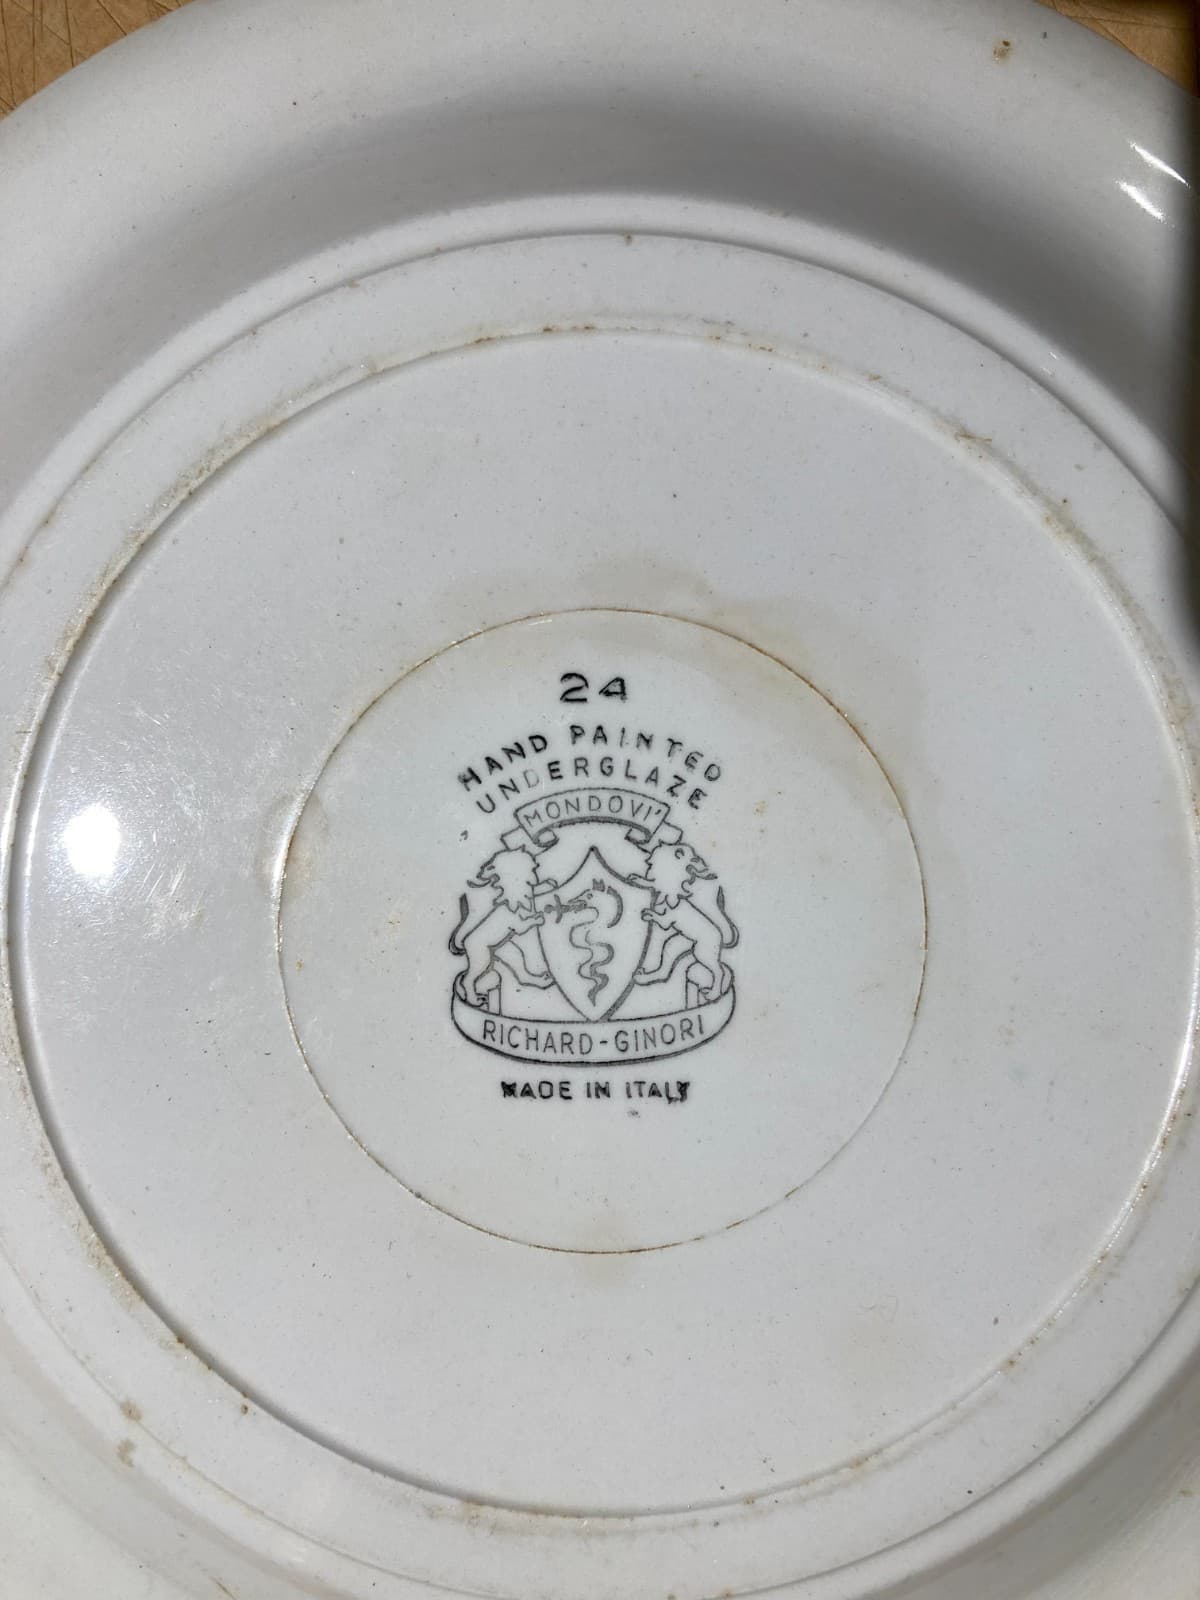 24
HAND PAINTED
UNDERGLAZE
MONDOVI'
RICHARD-GINORI
MADE IN ITALY